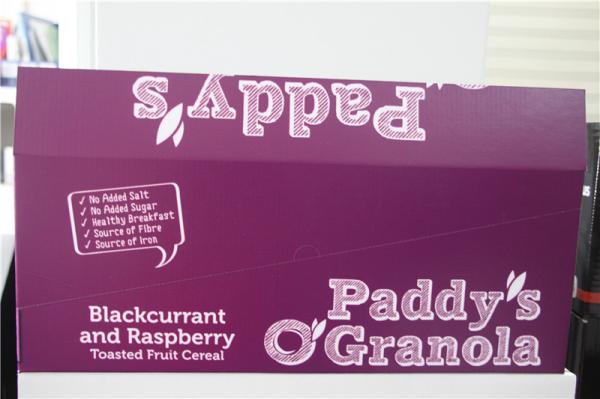 Paddy's
✓ No Added Salt
✓ No Added Sugar
✓ Healthy Breakfast
✓ Source of Fibre
✓ Source of Iron
Paddy's
O'Granola
Blackcurrant
and Raspberry
Toasted Fruit Cereal